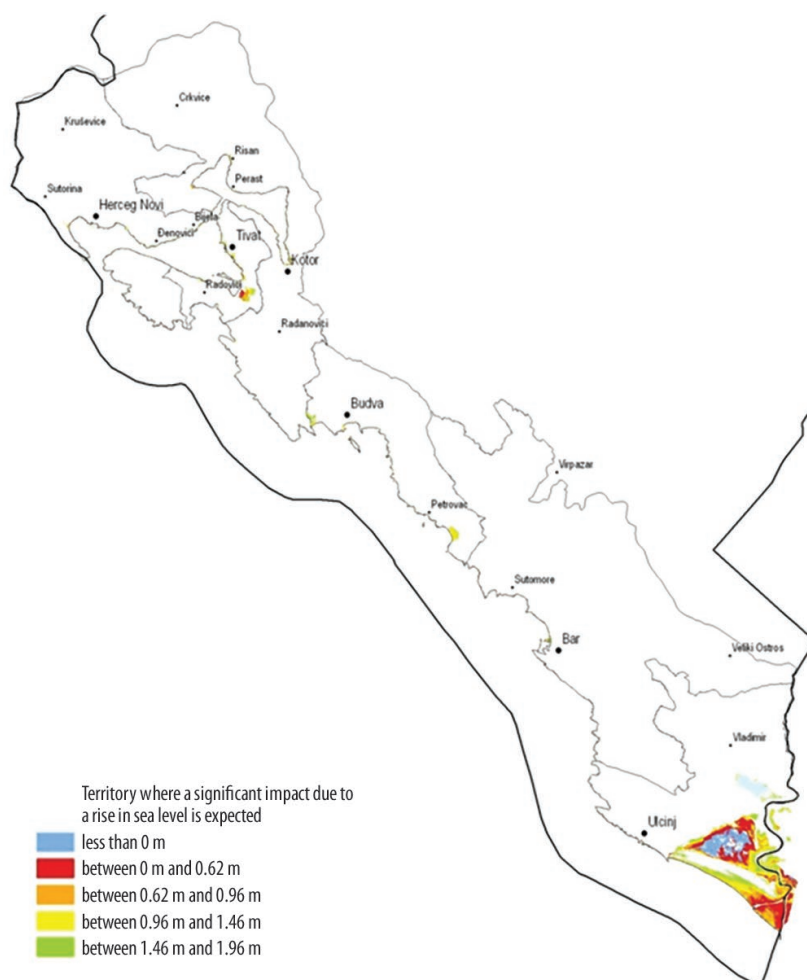 Crkvice
Kruševice
Risan
Perast
Sutorina
Herceg Novi
Bijela
Đenovići
Tivat
Kotor
Radovići
Radanovići
Budva
Virpazar
Petrovac
Sutomore
Bar
Veliki Ostros
Vladimir
Ulcinj
Territory where a significant impact due to
a rise in sea level is expected
less than 0 m
between 0 m and 0.62 m
between 0.62 m and 0.96 m
between 0.96 m and 1.46 m
between 1.46 m and 1.96 m